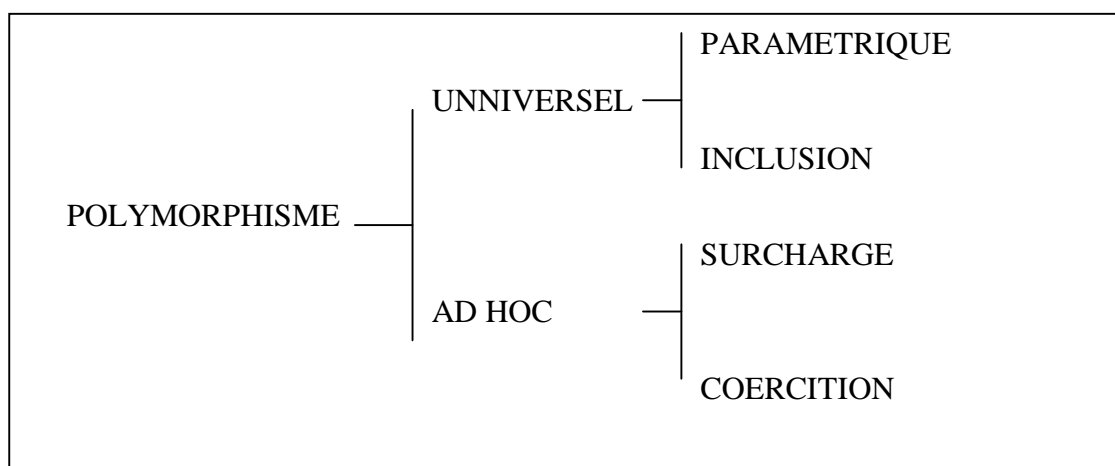 PARAMETRIQUE
UNNIVERSEL
INCLUSION
POLYMORPHISME
SURCHARGE
AD HOC
COERCITION